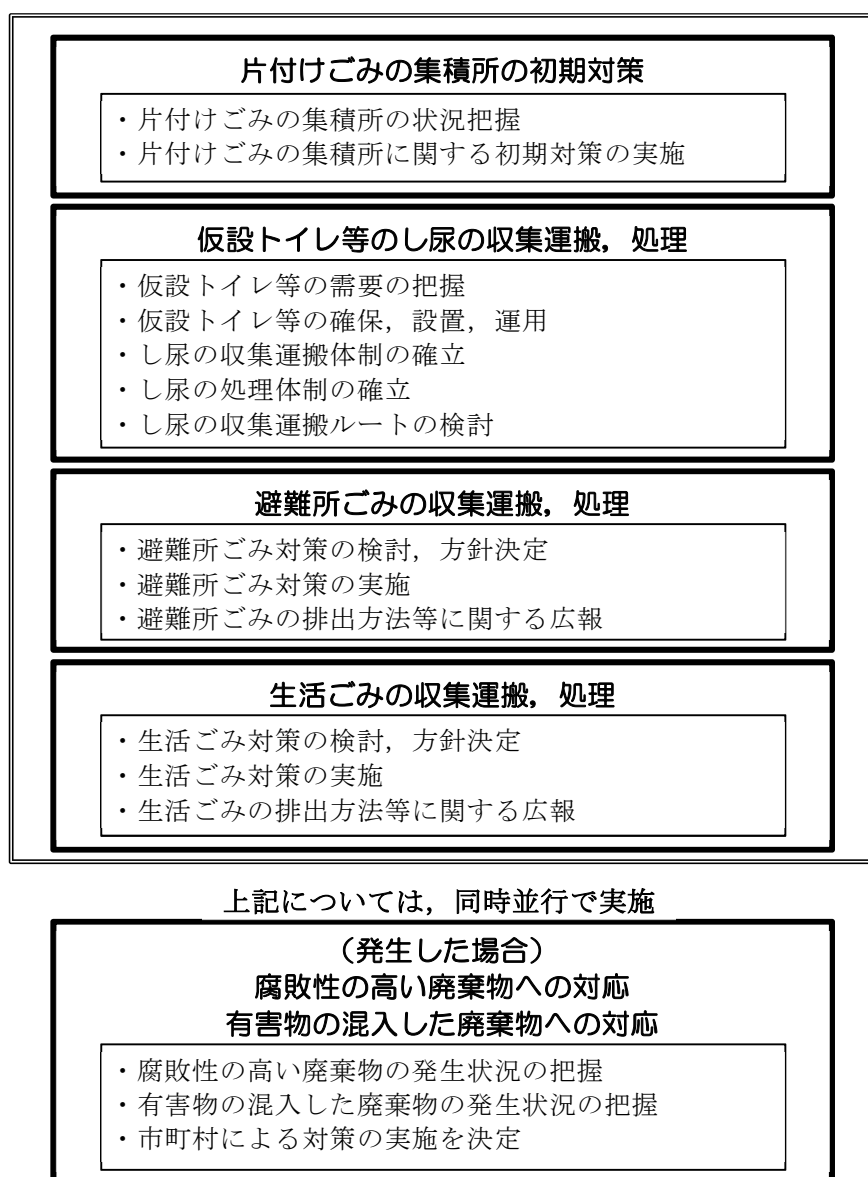 片付けごみの集積所の初期対策
・片付けごみの集積所の状況把握
・片付けごみの集積所に関する初期対策の実施
仮設トイレ等のし尿の収集運搬，処理
・仮設トイレ等の需要の把握
・仮設トイレ等の確保，設置，運用
・し尿の収集運搬体制の確立
・し尿の処理体制の確立
・し尿の収集運搬ルートの検討
避難所ごみの収集運搬，処理
・避難所ごみ対策の検討，方針決定
・避難所ごみ対策の実施
・避難所ごみの排出方法等に関する広報
生活ごみの収集運搬，処理
・生活ごみ対策の検討，方針決定
・生活ごみ対策の実施
・生活ごみの排出方法等に関する広報
上記については，同時並行で実施
（発生した場合）
腐敗性の高い廃棄物への対応
有害物の混入した廃棄物への対応
・腐敗性の高い廃棄物の発生状況の把握
・有害物の混入した廃棄物の発生状況の把握
・市町村による対策の実施を決定